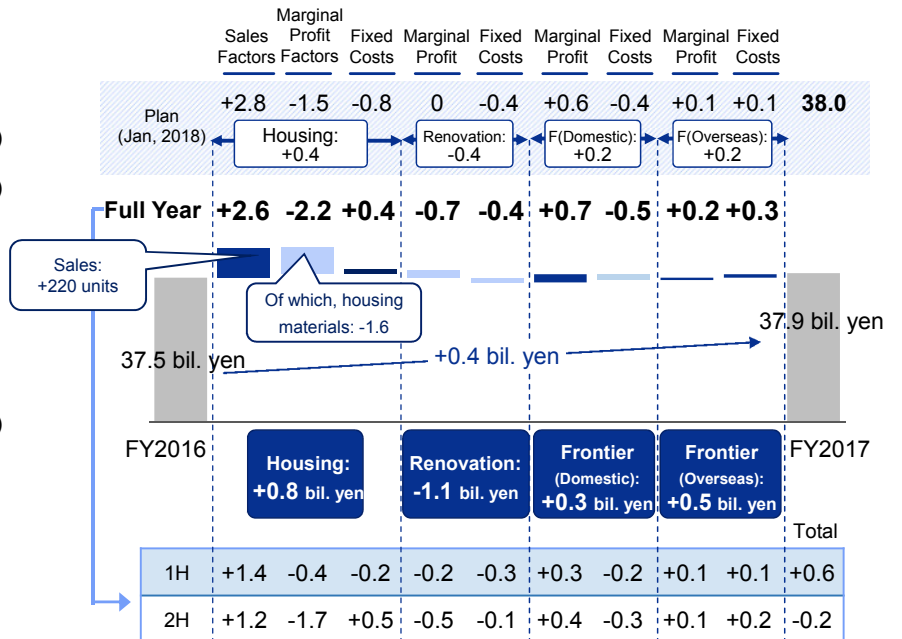 Sales Factors
Marginal Profit Factors
Fixed Costs
Marginal Profit
Fixed Costs
Marginal Profit
Fixed Costs
Marginal Profit
Fixed Costs
Plan (Jan, 2018)
+2.8 -1.5 -0.8 0 -0.4 +0.6 -0.4 +0.1 +0.1 38.0
Housing: +0.4
Renovation: -0.4
F(Domestic): +0.2
F(Overseas): +0.2
Full Year +2.6 -2.2 +0.4 -0.7 -0.4 +0.7 -0.5 +0.2 +0.3
Sales:
+220 units
Of which, housing
materials: -1.6
37.5 bil. yen
+0.4 bil. yen
37.9 bil. yen
FY2016
FY2017
Housing:
+0.8 bil. yen
Renovation:
-1.1 bil. yen
Frontier
(Domestic):
+0.3 bil. yen
Frontier
(Overseas):
+0.5 bil. yen
Total
1H +1.4 -0.4 -0.2 -0.2 -0.3 +0.3 -0.2 +0.1 +0.1 +0.6
2H +1.2 -1.7 +0.5 -0.5 -0.1 +0.4 -0.3 +0.1 +0.2 -0.2